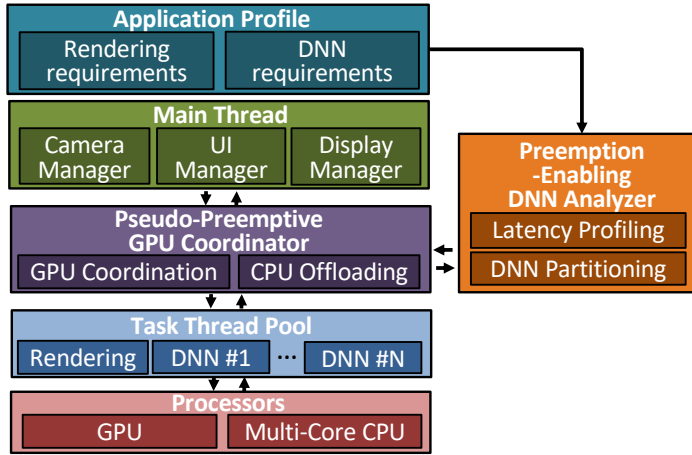 Application Profile
Rendering
requirements
DNN
requirements
Main Thread
Camera
Manager
UI
Manager
Display
Manager
Preemption
-Enabling
DNN Analyzer
Latency Profiling
DNN Partitioning
Pseudo-Preemptive
GPU Coordinator
GPU Coordination
CPU Offloading
Task Thread Pool
Rendering
DNN #1
...
DNN #N
Processors
GPU
Multi-Core CPU